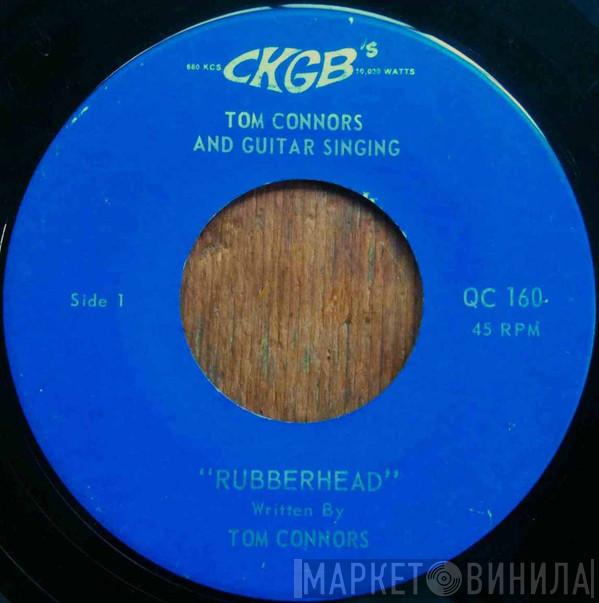 680 KCS. CKGB'S 10,000 WATTS
TOM CONNORS
AND GUITAR SINGING
Side 1
QC 160
45 RPM
"RUBBERHEAD"
Written By
TOM CONNORS
МАРКЕТ ВИНИЛА